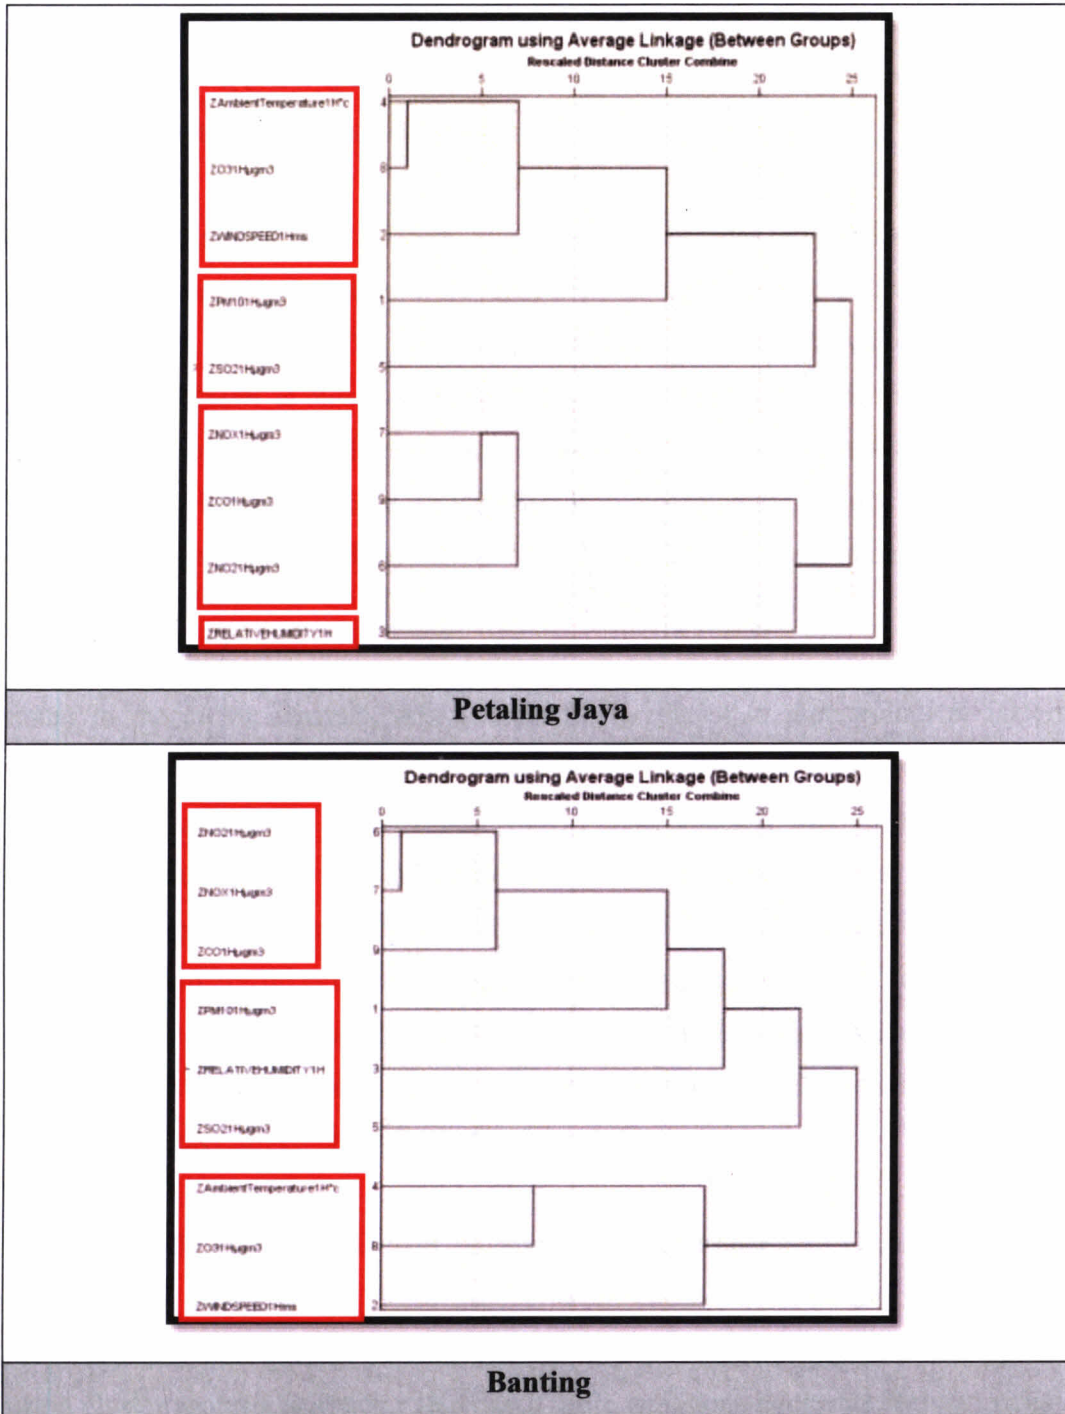 Dendrogram using Average Linkage (Between Groups)
Rescaled Distance Cluster Combine
0 5 10 15 20 25
ZAmbientTemperature1H°c 4
ZO31Hµgm3 8
ZWINDSPEED1Hms 2
ZPM101Hµgm3 1
ZSO21Hµgm3 5
ZNOX1Hµgm3 7
ZCO1Hµgm3 9
ZNO21Hµgm3 6
ZRELATIVEHUMIDITY1H 3
Petaling Jaya
Dendrogram using Average Linkage (Between Groups)
Rescaled Distance Cluster Combine
0 5 10 15 20 25
ZNO21Hµgm3 6
ZNOX1Hµgm3 7
ZCO1Hµgm3 9
ZPM101Hµgm3 1
ZRELATIVEHUMIDITY1H 3
ZSO21Hµgm3 5
ZAmbientTemperature1H°c 4
ZO31Hµgm3 8
ZWINDSPEED1Hms 2
Banting